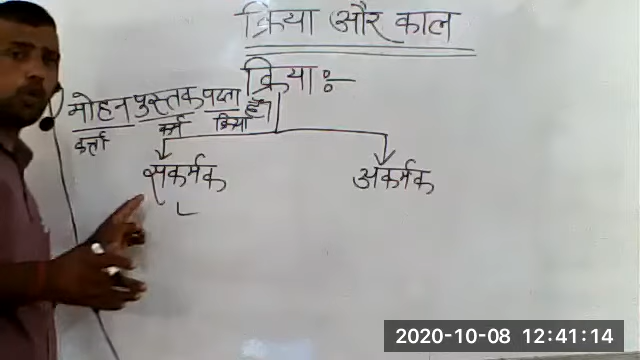 क्रिया और काल
क्रिया :-
मोहन पुस्तक पढ़ता है।
कर्त्ता कर्म क्रिया
सकर्मक अकर्मक
2020-10-08 12:41:14